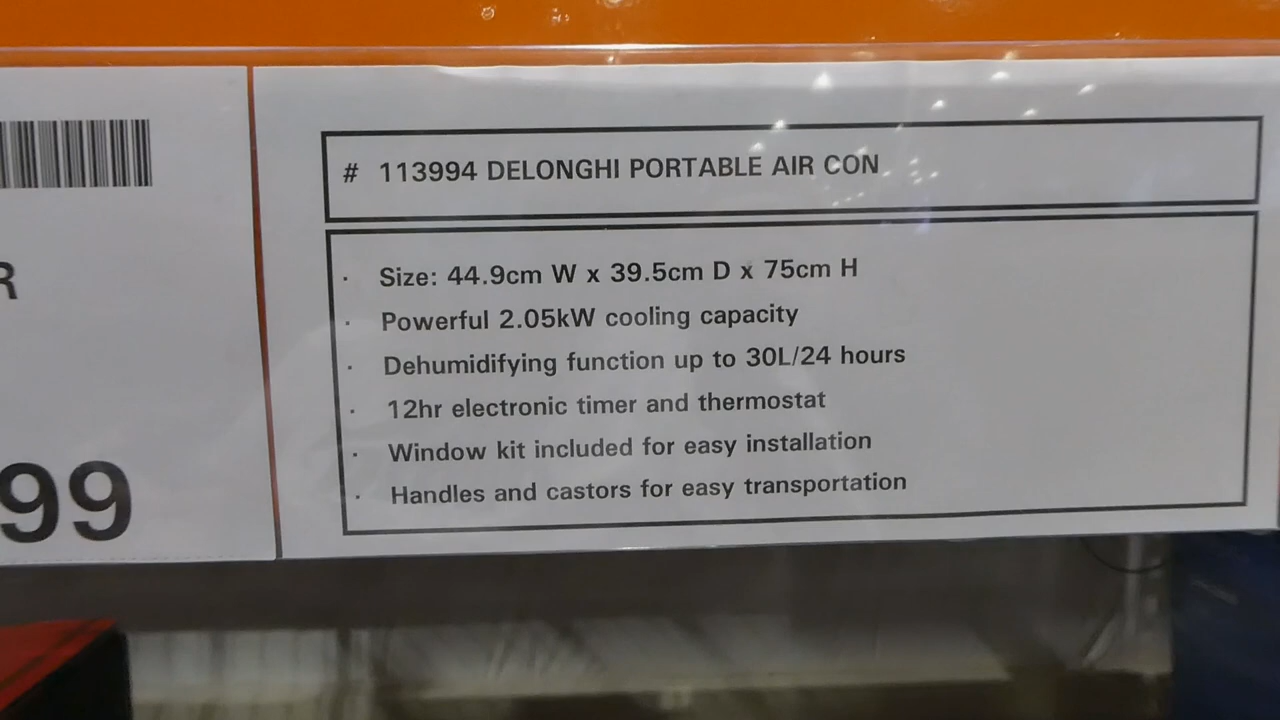 # 113994 DELONGHI PORTABLE AIR CON
· Size: 44.9cm W x 39.5cm D x 75cm H
· Powerful 2.05kW cooling capacity
· Dehumidifying function up to 30L/24 hours
· 12hr electronic timer and thermostat
· Window kit included for easy installation
· Handles and castors for easy transportation
R
99